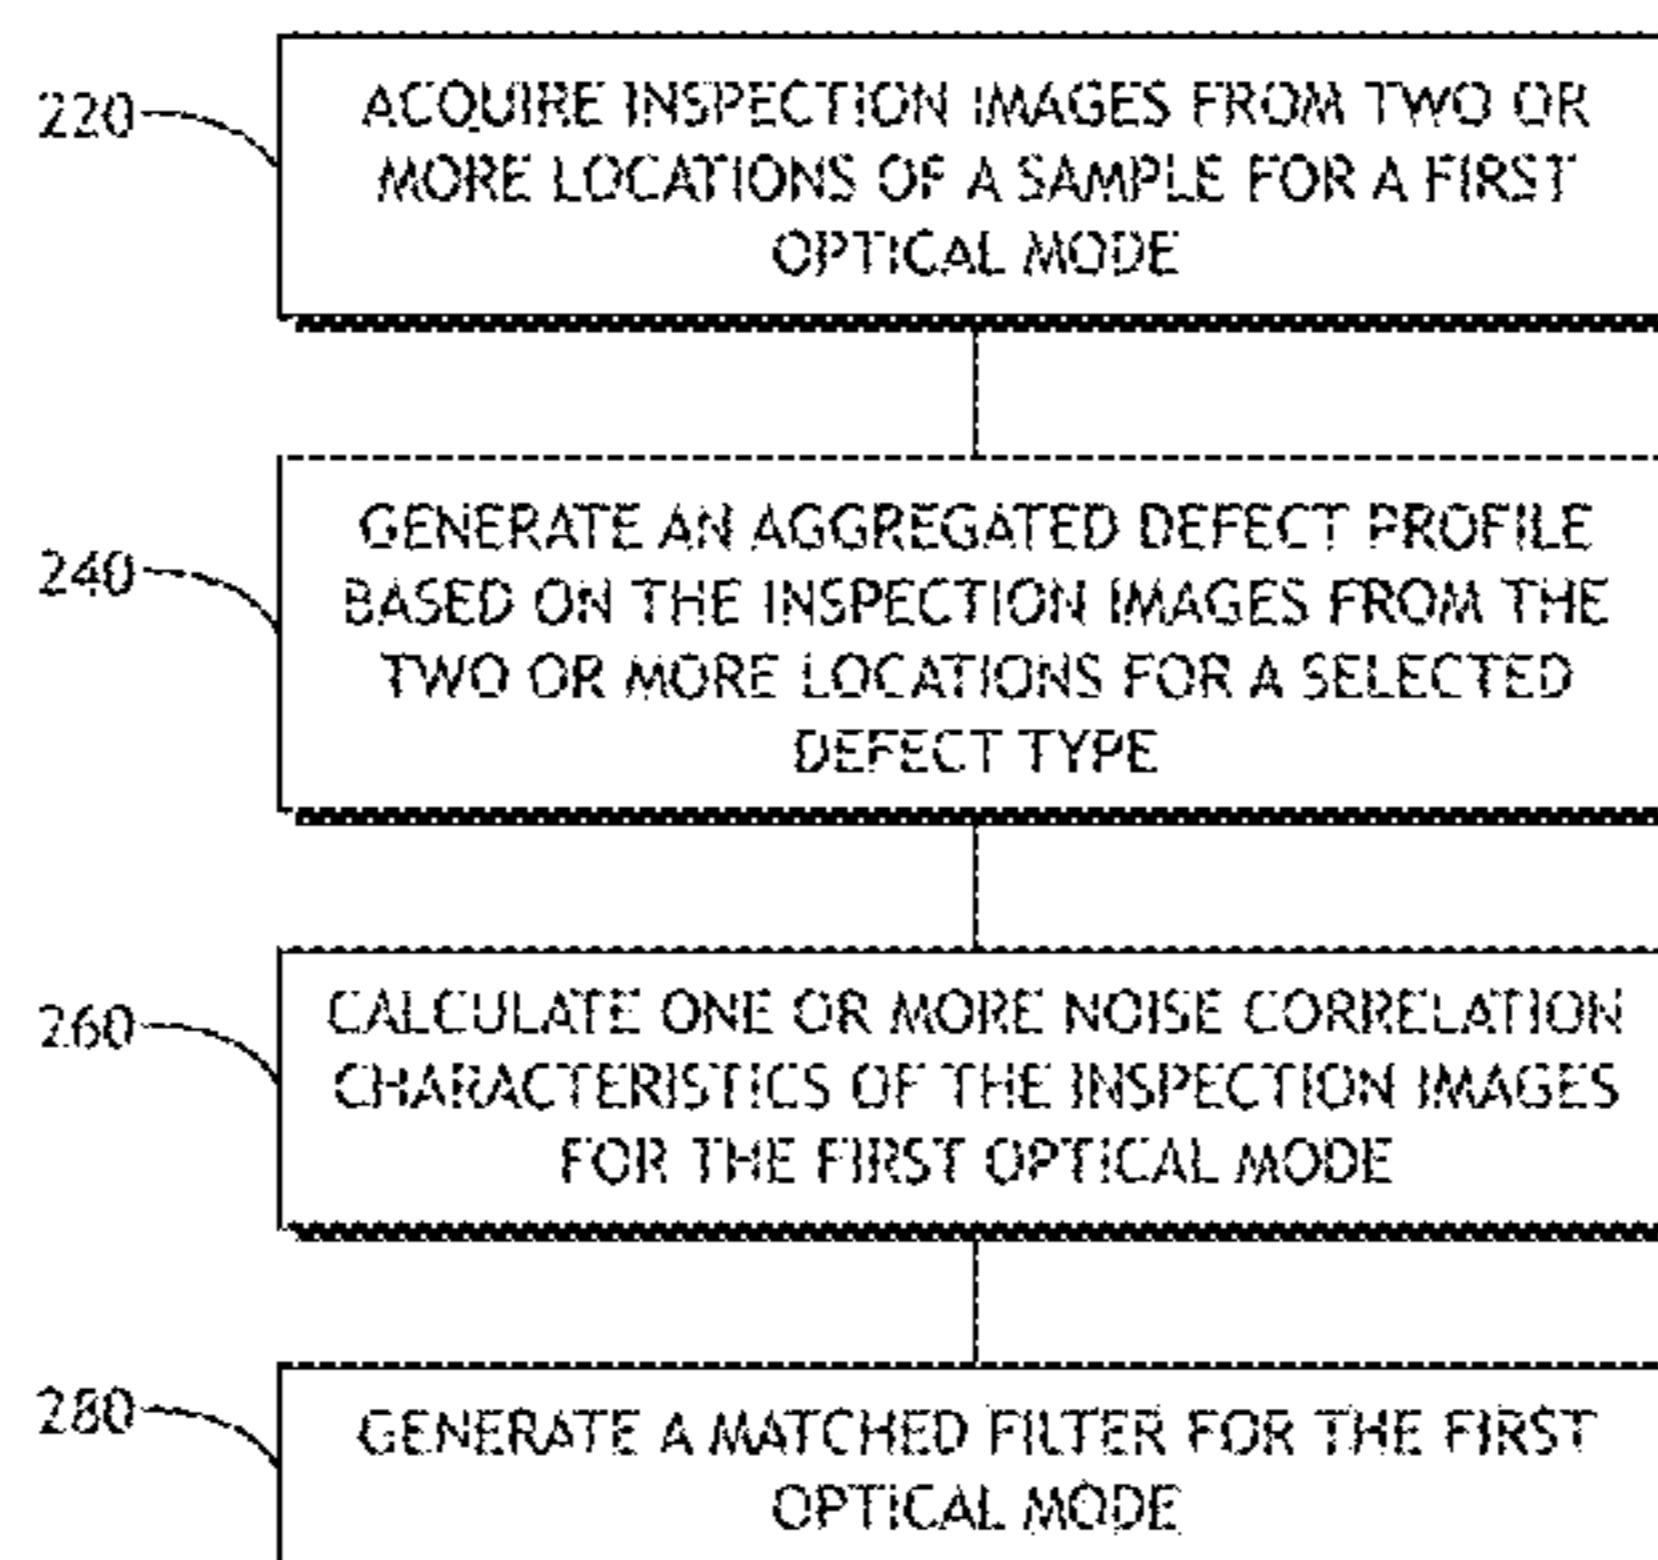 220
ACQUIRE INSPECTION IMAGES FROM TWO OR
MORE LOCATIONS OF A SAMPLE FOR A FIRST
OPTICAL MODE
240
GENERATE AN AGGREGATED DEFECT PROFILE
BASED ON THE INSPECTION IMAGES FROM THE
TWO OR MORE LOCATIONS FOR A SELECTED
DEFECT TYPE
260
CALCULATE ONE OR MORE NOISE CORRELATION
CHARACTERISTICS OF THE INSPECTION IMAGES
FOR THE FIRST OPTICAL MODE
280
GENERATE A MATCHED FILTER FOR THE FIRST
OPTICAL MODE